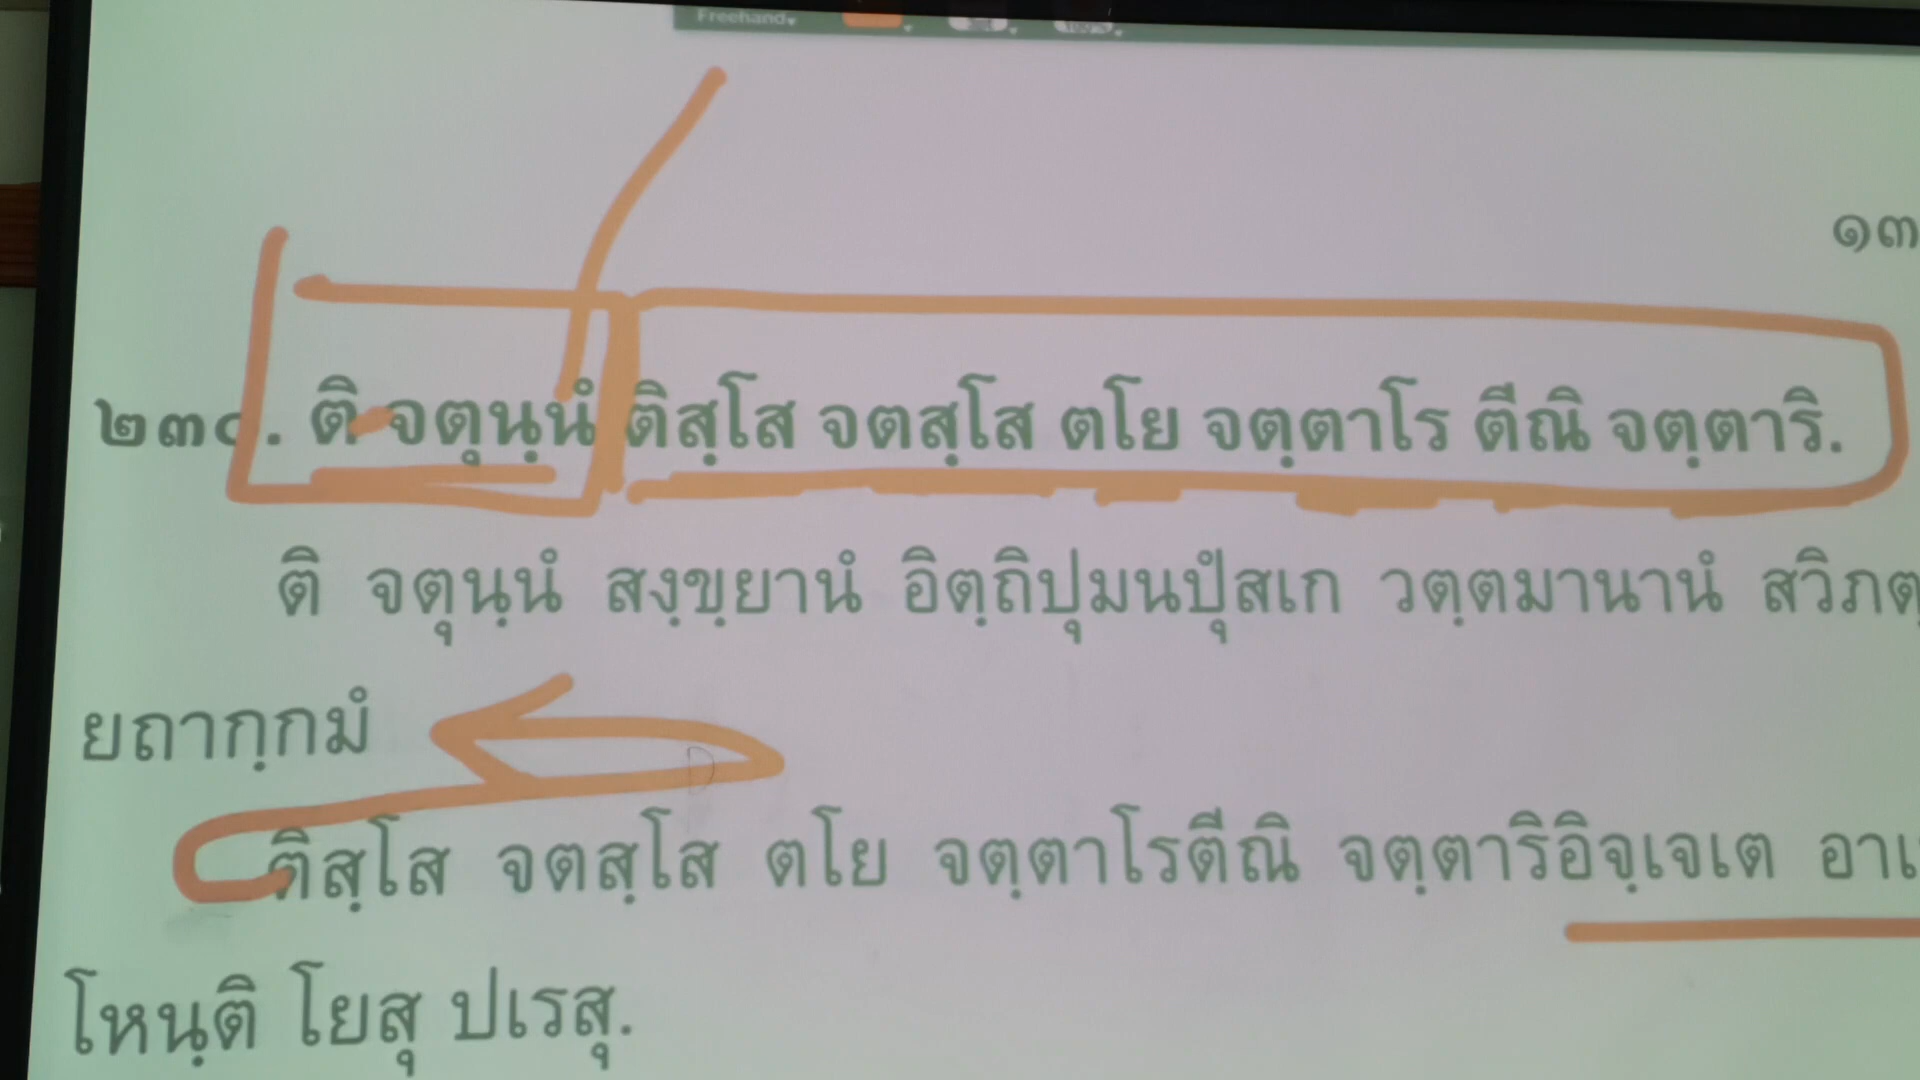 Freehand
100%
๑๓
๒๓๐. ติ จตุนฺนํ ติสฺโส จตสฺโส ตโย จตฺตาโร ตีณิ จตฺตาริ.
ติ จตุนฺนํ สงฺขฺยานํ อิตฺถิปุมนปุํสเก วตฺตมานานํ สวิภตฺ
ยถากฺกมํ
ติสฺโส จตสฺโส ตโย จตฺตาโรตีณิ จตฺตาริอิจฺเจเต อาเ
โหนฺติ โยสุ ปเรสุ.